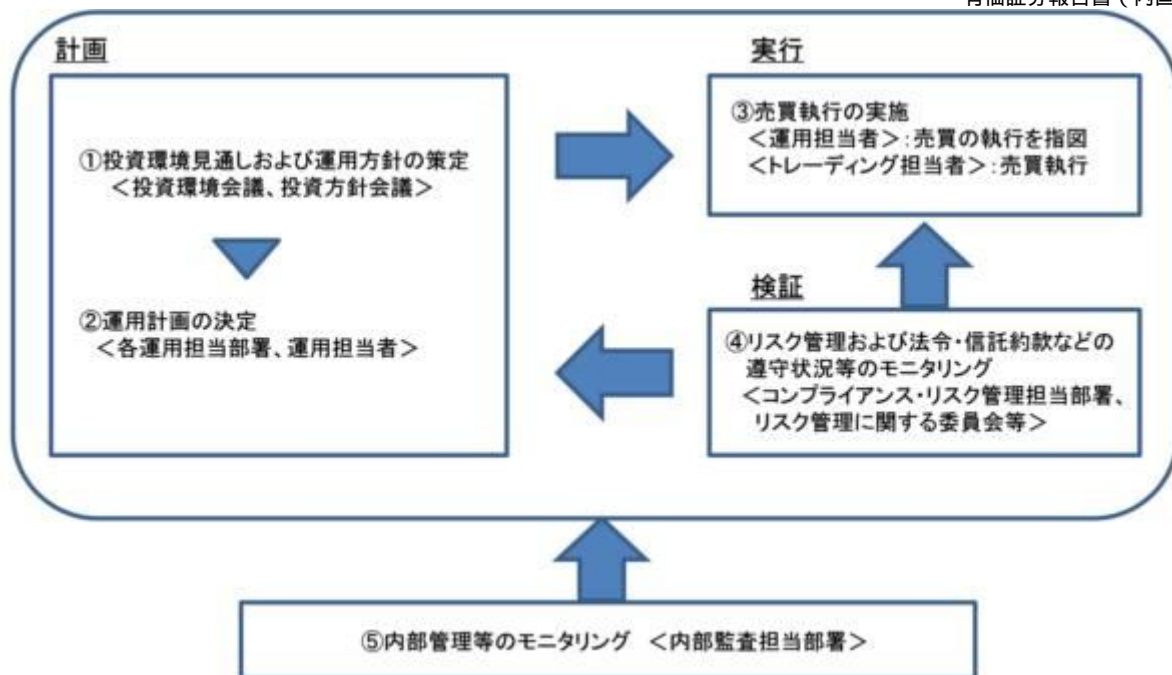 計画
①投資環境見通しおよび運用方針の策定
<投資環境会議、投資方針会議>
②運用計画の決定
<各運用担当部署、運用担当者>
実行
③売買執行の実施
<運用担当者>:売買の執行を指図
<トレーディング担当者>:売買執行
検証
④リスク管理および法令・信託約款などの
遵守状況等のモニタリング
<コンプライアンス・リスク管理担当部署、
リスク管理に関する委員会等>
⑤内部管理等のモニタリング <内部監査担当部署>